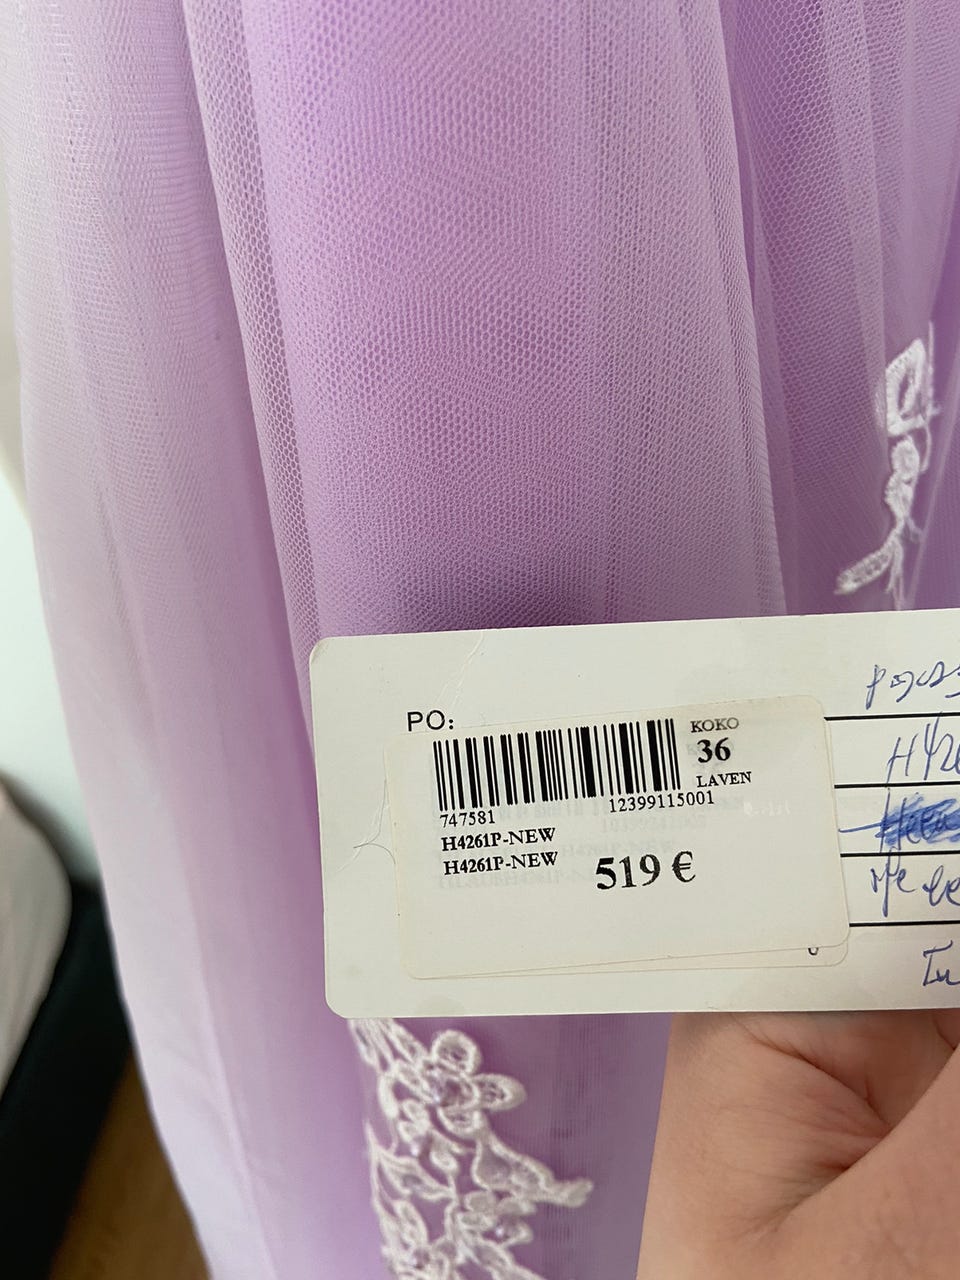 PO:
KOKO
36
LAVEN
12399115001
747581
H4261P-NEW
H4261P-NEW
519 €